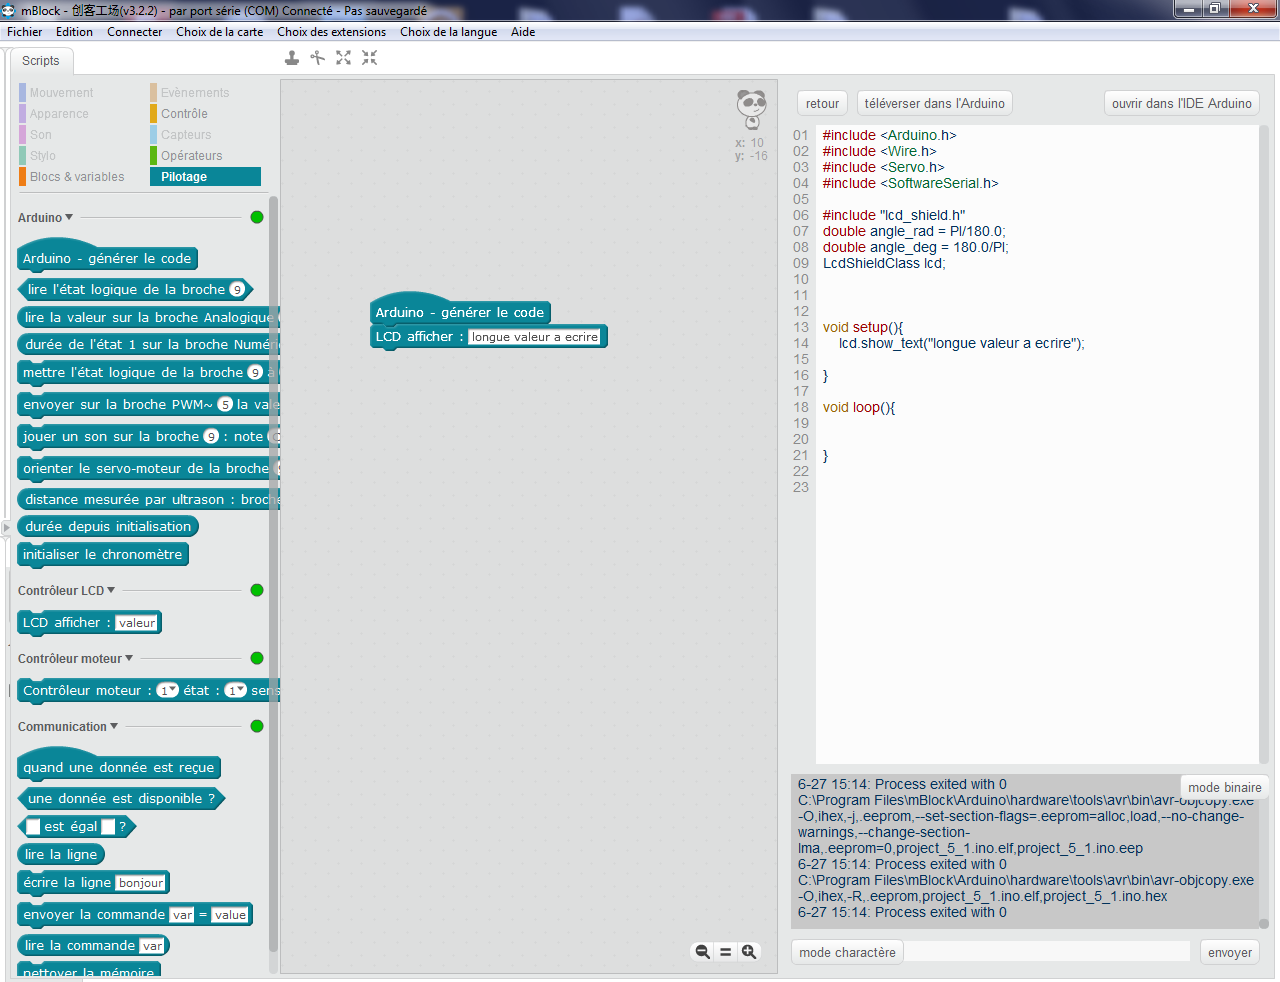 mBlock - 创客工场(v3.2.2) - par port série (COM) Connecté - Pas sauvegardé
Fichier Edition Connecter Choix de la carte Choix des extensions Choix de la langue Aide
Scripts
Mouvement Evènements
Apparence Contrôle
Son Capteurs
Stylo Opérateurs
Blocs & variables Pilotage
Arduino
Arduino - générer le code
lire l'état logique de la broche 9
lire la valeur sur la broche Analogique
durée de l'état 1 sur la broche Numér
mettre l'état logique de la broche 9 à
envoyer sur la broche PWM~ 5 la vale
jouer un son sur la broche 9 : note
orienter le servo-moteur de la broche
distance mesurée par ultrason : broche
durée depuis initialisation
initialiser le chronomètre
Contrôleur LCD
LCD afficher : valeur
Contrôleur moteur
Contrôleur moteur : 1 état : 1 sens
Communication
quand une donnée est reçue
une donnée est disponible ?
est égal ?
lire la ligne
écrire la ligne bonjour
envoyer la commande var = value
lire la commande var
nettoyer la mémoire
x: 10
y: -16
Arduino - générer le code
LCD afficher : longue valeur a ecrire
retour téléverser dans l'Arduino ouvrir dans l'IDE Arduino
01 #include <Arduino.h>
02 #include <Wire.h>
03 #include <Servo.h>
04 #include <SoftwareSerial.h>
05
06 #include "lcd_shield.h"
07 double angle_rad = PI/180.0;
08 double angle_deg = 180.0/PI;
09 LcdShieldClass lcd;
10
11
12
13 void setup(){
14 lcd.show_text("longue valeur a ecrire");
15
16 }
17
18 void loop(){
19
20
21 }
22
23
6-27 15:14: Process exited with 0
mode binaire
C:\Program Files\mBlock\Arduino\hardware\tools\avr\bin\avr-objcopy.exe
-O,ihex,-j,.eeprom,--set-section-flags=.eeprom=alloc,load,--no-change-
warnings,--change-section-
lma,.eeprom=0,project_5_1.ino.elf,project_5_1.ino.eep
6-27 15:14: Process exited with 0
C:\Program Files\mBlock\Arduino\hardware\tools\avr\bin\avr-objcopy.exe
-O,ihex,-R,.eeprom,project_5_1.ino.elf,project_5_1.ino.hex
6-27 15:14: Process exited with 0
mode charactère envoyer